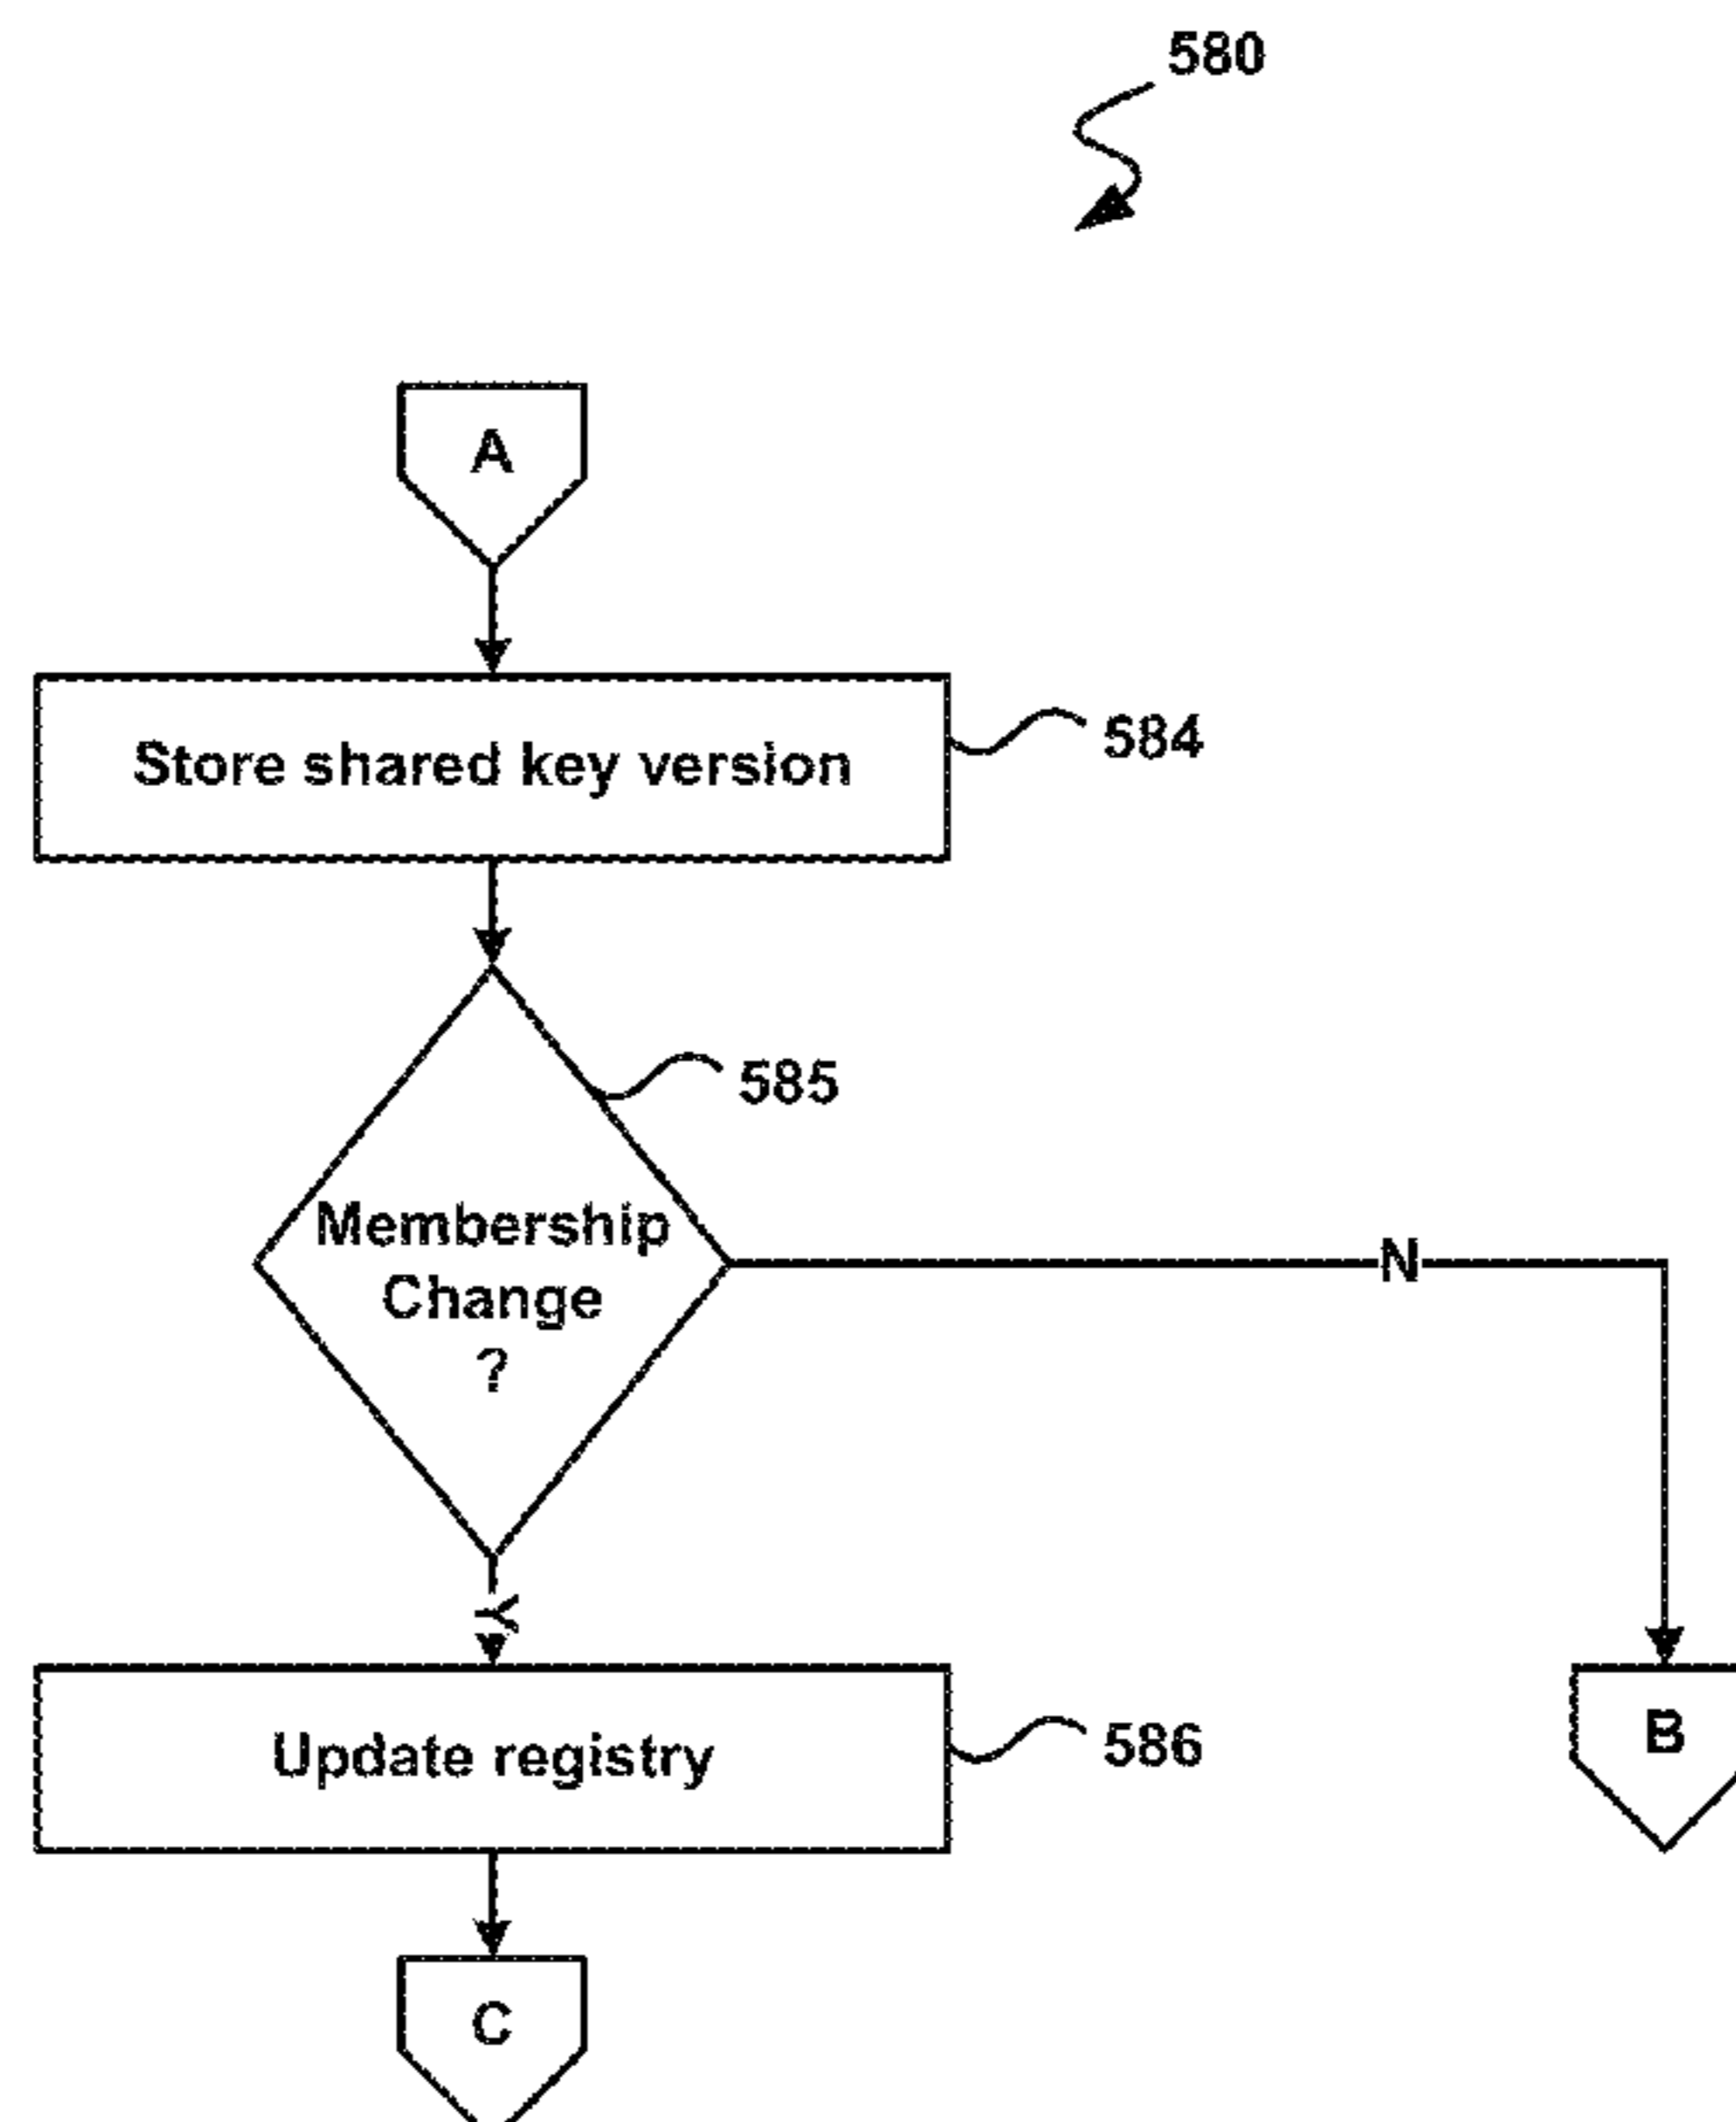 580
A
Store shared key version
584
585
Membership
Change
?
N
Y
Update registry
586
B
C